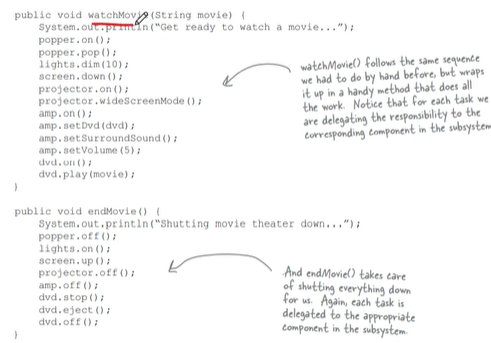 public void watchMovie(String movie) {
System.out.println("Get ready to watch a movie...");
popper.on();
popper.pop();
lights.dim(10);
screen.down();
projector.on();
projector.wideScreenMode();
amp.on();
amp.setDvd(dvd);
amp.setSurroundSound();
amp.setVolume(5);
dvd.on();
dvd.play(movie);
}
watchMovie() follows the same sequence
we had to do by hand before, but wraps
it up in a handy method that does all
the work. Notice that for each task we
are delegating the responsibility to the
corresponding component in the subsystem
public void endMovie() {
System.out.println("Shutting movie theater down...");
popper.off();
lights.on();
screen.up();
projector.off();
amp.off();
dvd.stop();
dvd.eject();
dvd.off();
}
And endMovie() takes care
of shutting everything down
for us. Again, each task is
delegated to the appropriate
component in the subsystem.